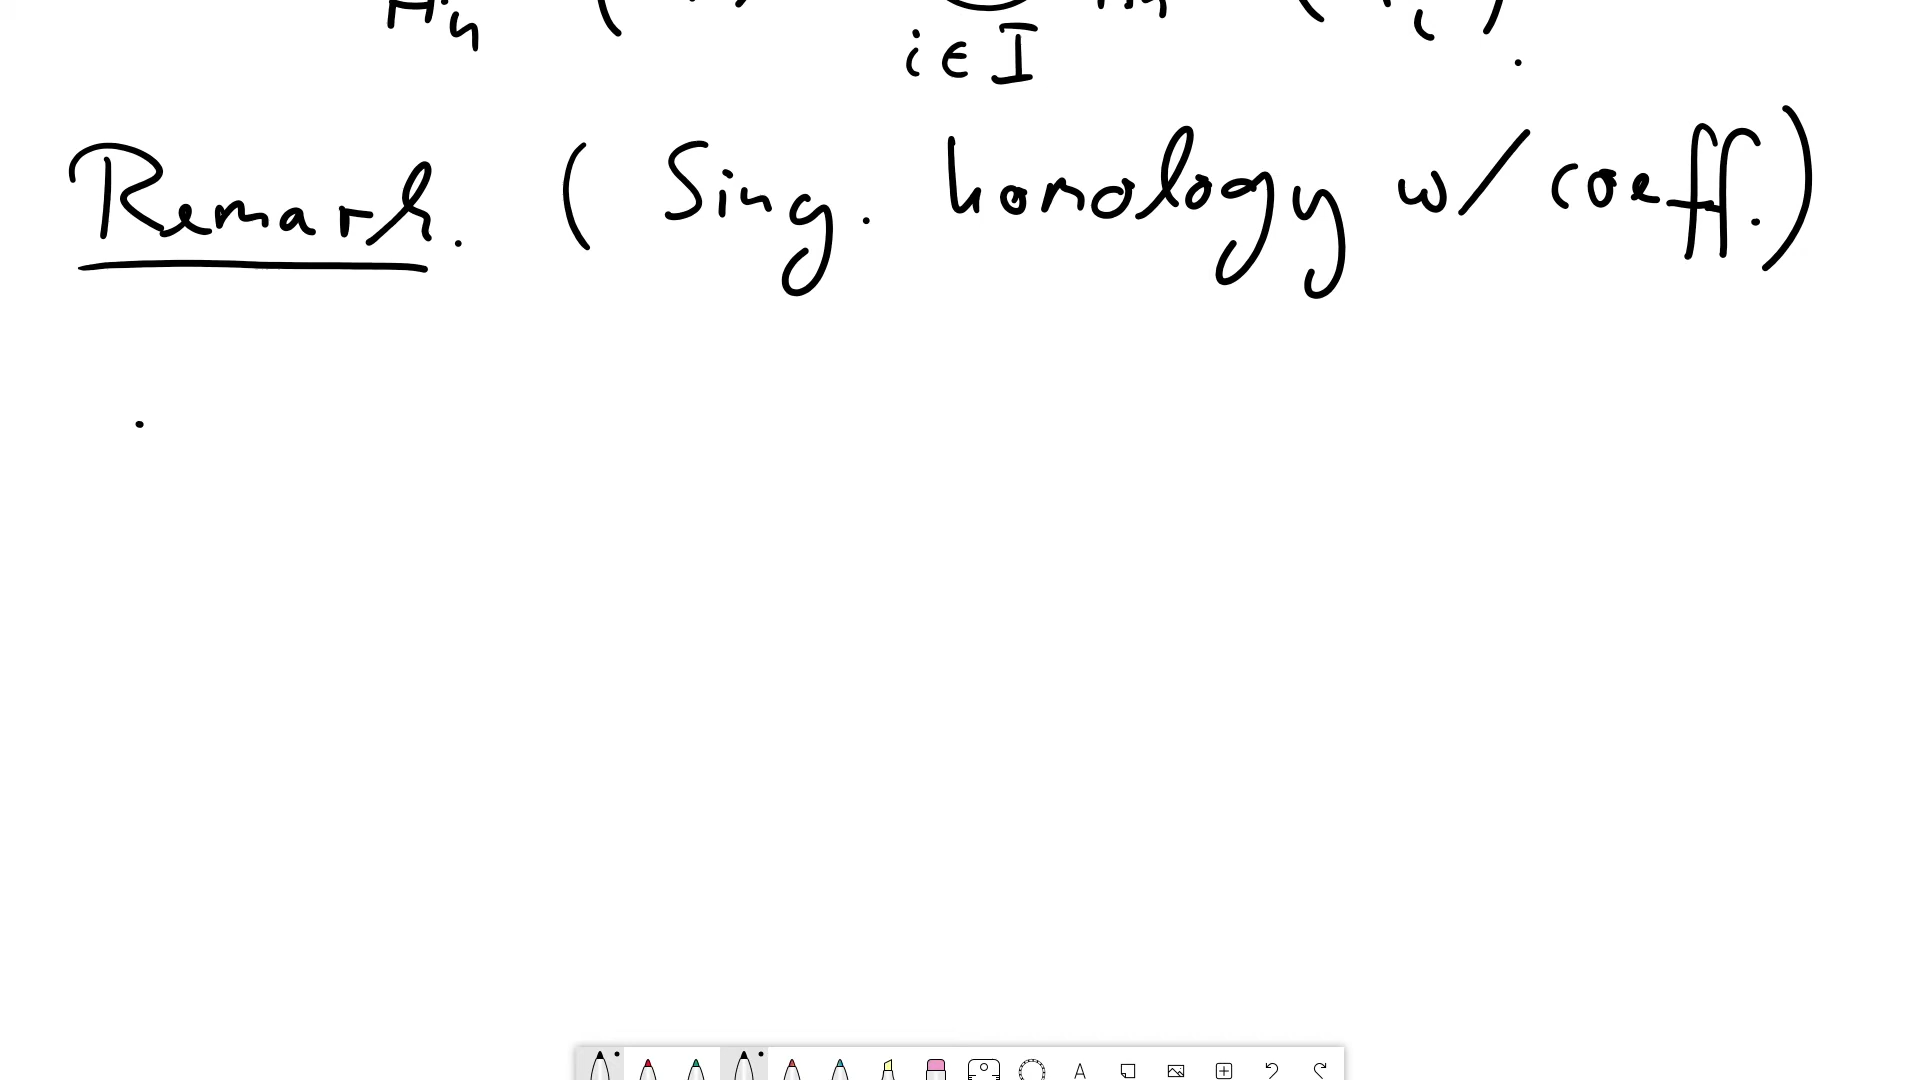 i ∈ I
Remark. (Sing. homology w/ coeff.)